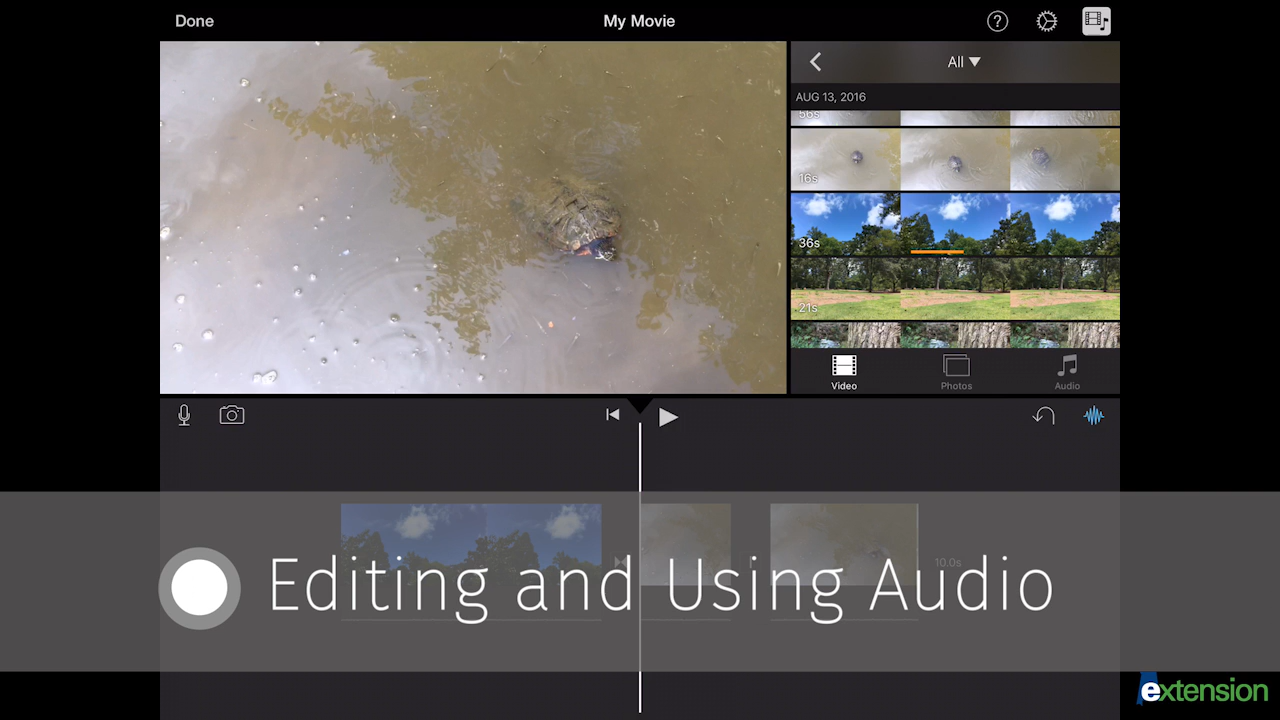 Done
My Movie
All
AUG 13, 2016
56s
16s
36s
21s
Video
Photos
Audio
10.0s
Editing and Using Audio
extension